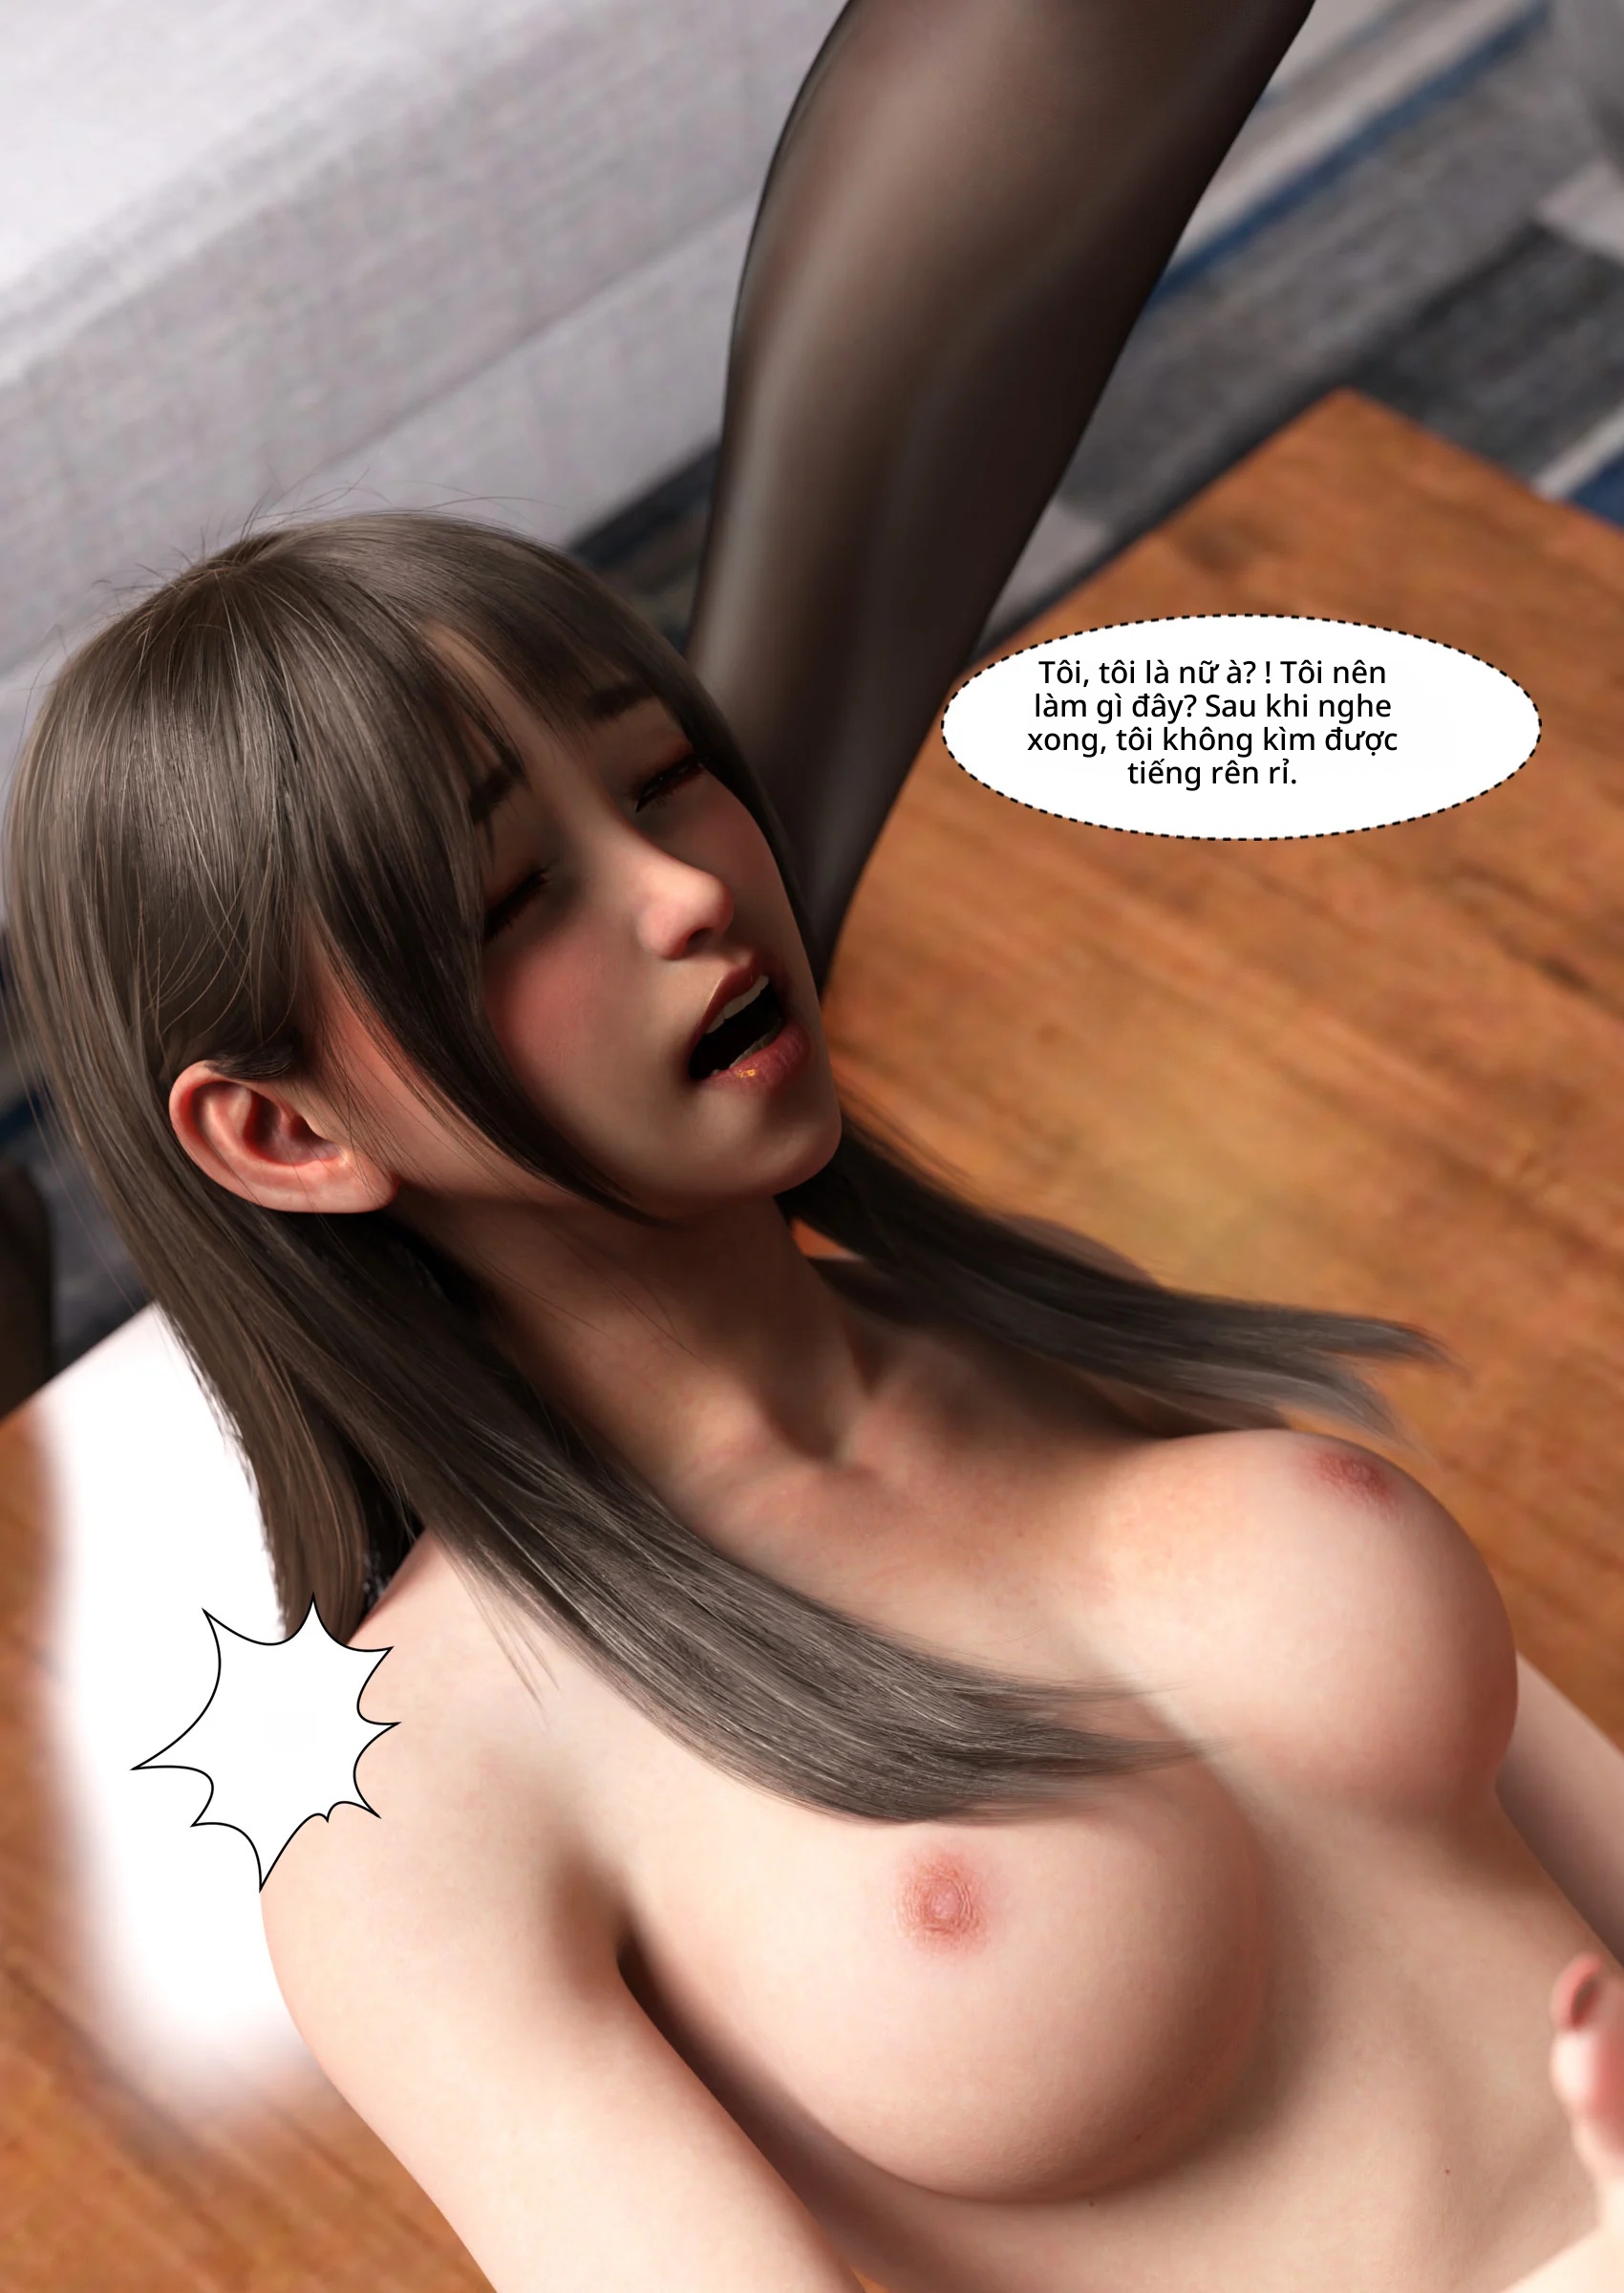 Tôi, tôi là nữ à? ! Tôi nên
làm gì đây? Sau khi nghe
xong, tôi không kìm được
tiếng rên rỉ.